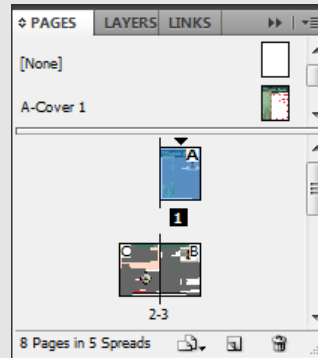 PAGES LAYERS LINKS
[None]
A-Cover 1
A
1
C B
2-3
8 Pages in 5 Spreads